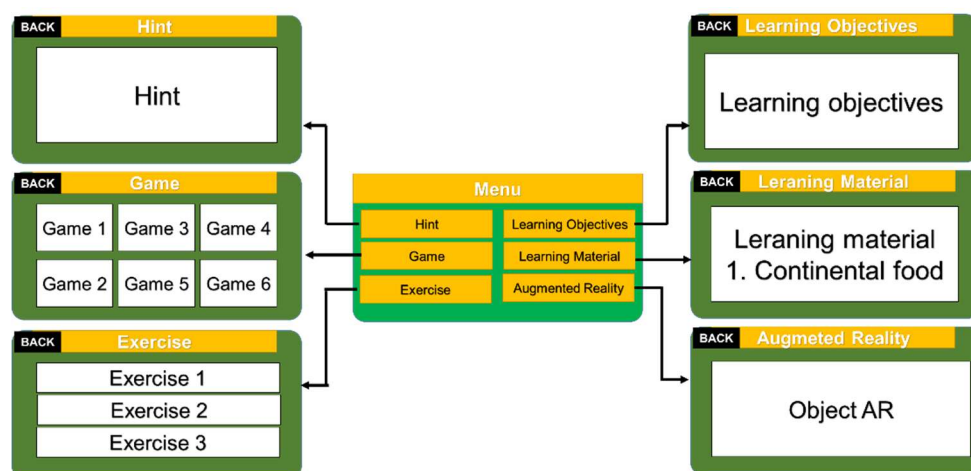 BACK Hint
Hint
BACK Game
Game 1 Game 3 Game 4
Game 2 Game 5 Game 6
BACK Exercise
Exercise 1
Exercise 2
Exercise 3
Menu
Hint Learning Objectives
Game Learning Material
Exercise Augmented Reality
BACK Learning Objectives
Learning objectives
BACK Leraning Material
Leraning material
1. Continental food
BACK Augmeted Reality
Object AR